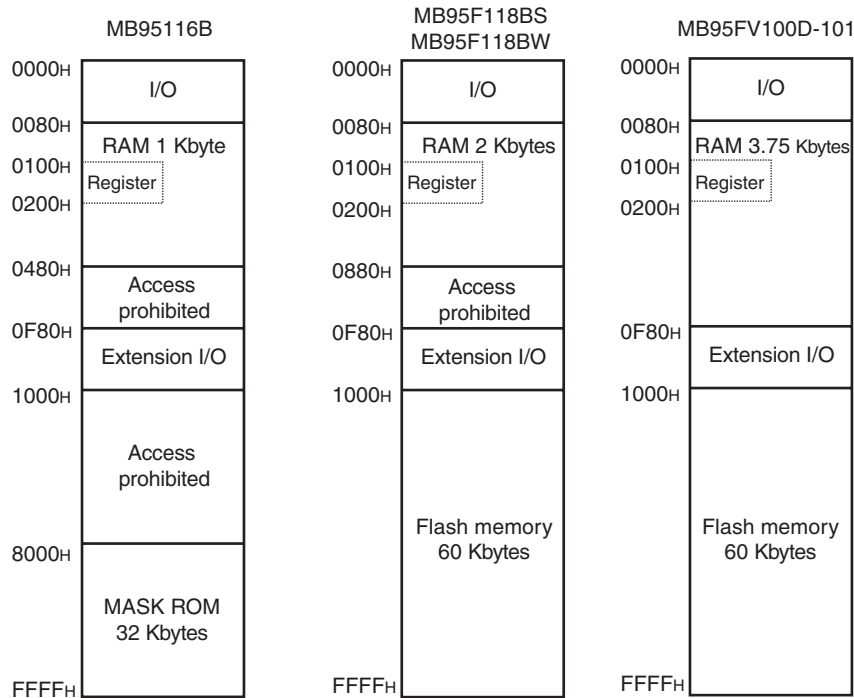 MB95116B
0000H
I/O
0080H
RAM 1 Kbyte
0100H
Register
0200H
0480H
Access
prohibited
0F80H
Extension I/O
1000H
Access
prohibited
8000H
MASK ROM
32 Kbytes
FFFFH
MB95F118BS
MB95F118BW
0000H
I/O
0080H
RAM 2 Kbytes
0100H
Register
0200H
0880H
Access
prohibited
0F80H
Extension I/O
1000H
Flash memory
60 Kbytes
FFFFH
MB95FV100D-101
0000H
I/O
0080H
RAM 3.75 Kbytes
0100H
Register
0200H
0F80H
Extension I/O
1000H
Flash memory
60 Kbytes
FFFFH